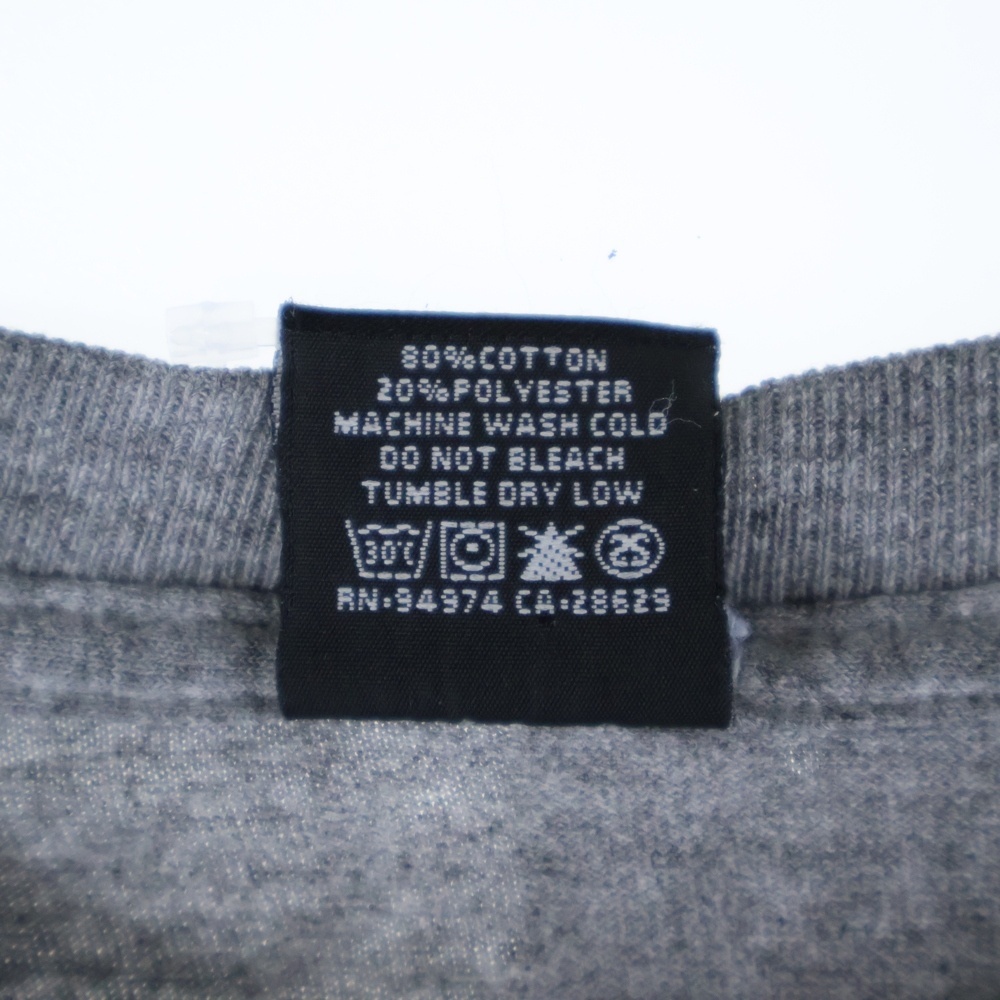 80%COTTON
20%POLYESTER
MACHINE WASH COLD
DO NOT BLEACH
TUMBLE DRY LOW
30℃
RN:94974 CA:28629